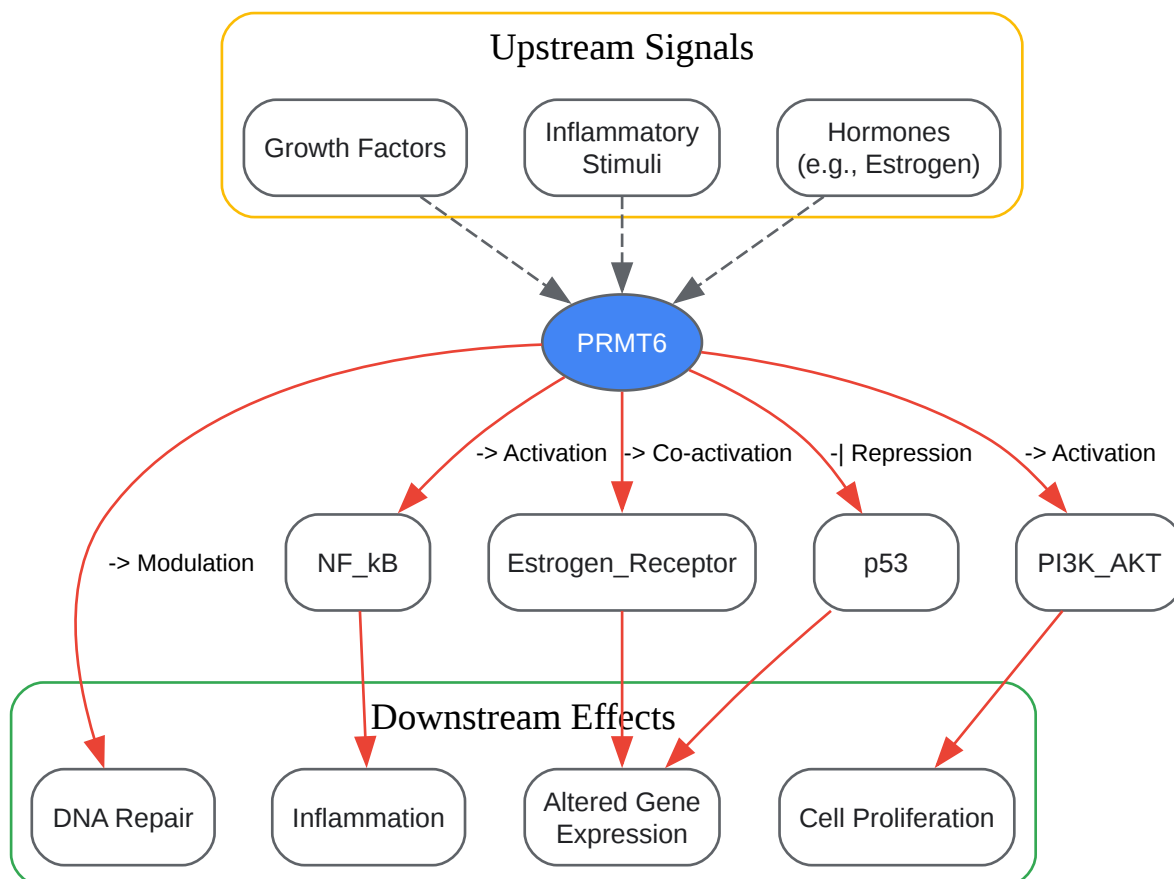 Upstream Signals
Growth Factors
Inflammatory
Stimuli
Hormones
(e.g., Estrogen)
PRMT6
-> Activation
-> Co-activation
-| Repression
-> Activation
-> Modulation
NF_kB
Estrogen_Receptor
p53
PI3K_AKT
Downstream Effects
DNA Repair
Inflammation
Altered Gene
Expression
Cell Proliferation